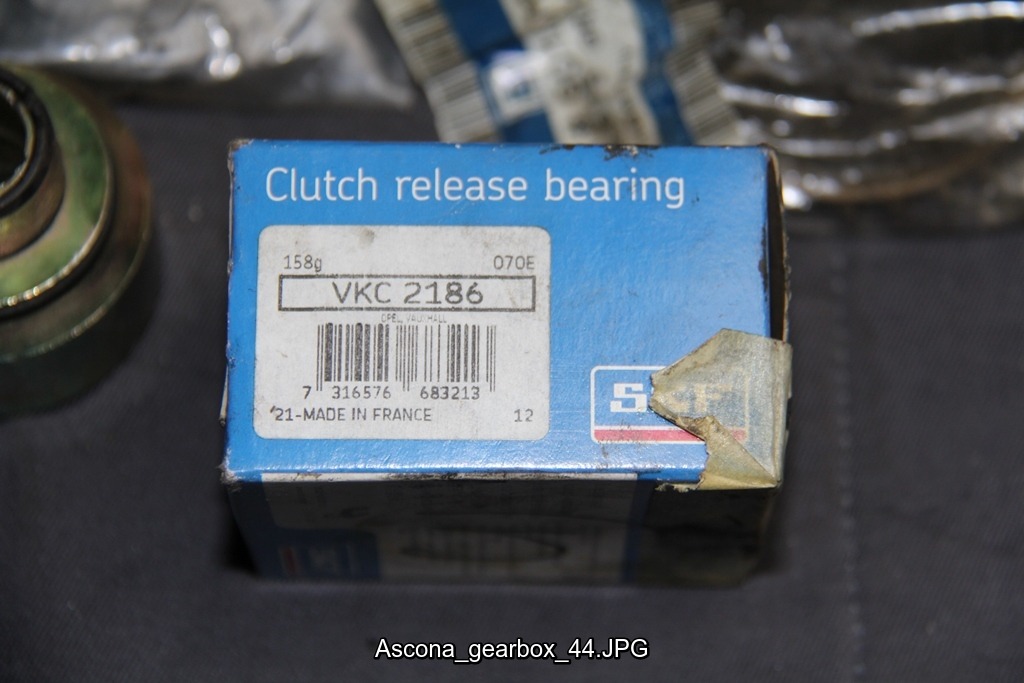 Clutch release bearing
158g 070E
VKC 2186
OPEL, VAUXHALL
7 316576 683213
21-MADE IN FRANCE 12
SKF
Ascona_gearbox_44.JPG